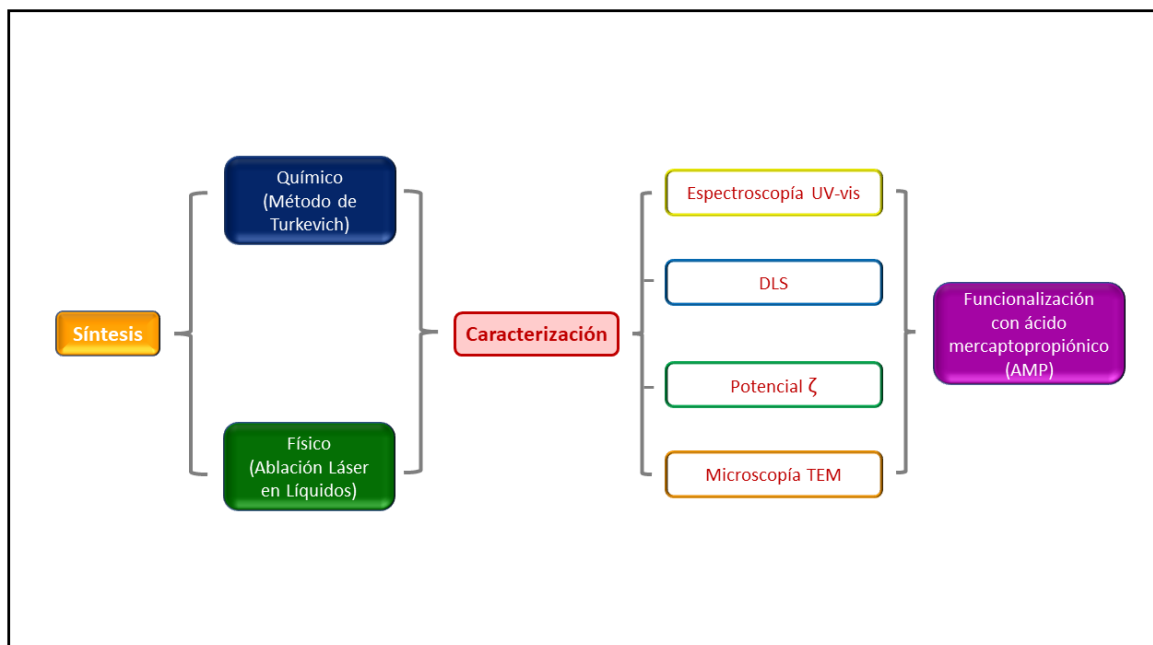 Síntesis
Químico
(Método de
Turkevich)
Físico
(Ablación Láser
en Líquidos)
Caracterización
Espectroscopía UV-vis
DLS
Potencial ζ
Microscopía TEM
Funcionalización
con ácido
mercaptopropiónico
(AMP)